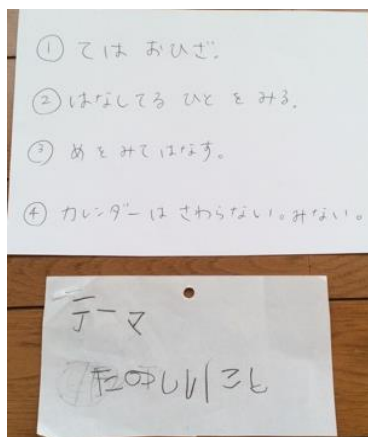 ① ては おひざ。
② はなしてる ひと を みる。
③ め を みて はなす。
④ カレンダーは さわらない。みない。
テーマ
たのしいこと